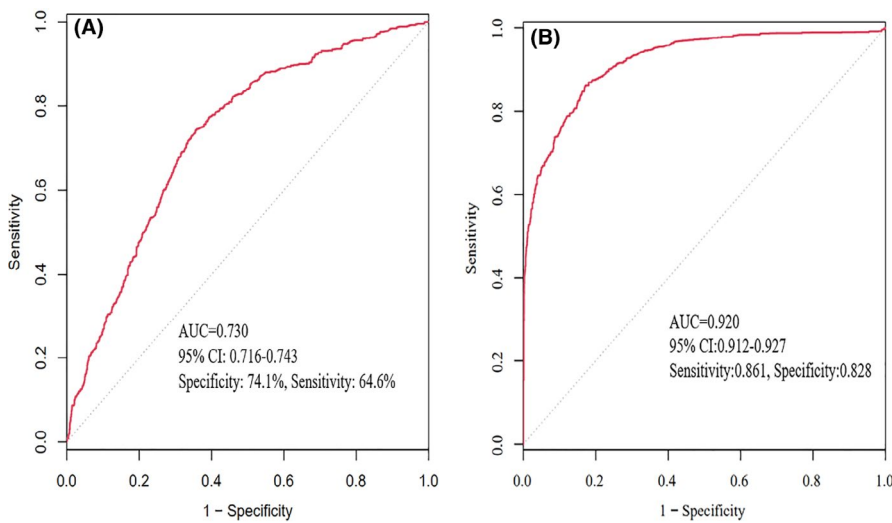 (A)
1.0
0.8
0.6
0.4
0.2
0.0
Sensitivity
AUC=0.730
95% CI: 0.716-0.743
Specificity: 74.1%, Sensitivity: 64.6%
0.0 0.2 0.4 0.6 0.8 1.0
1 − Specificity
(B)
1.0
0.8
0.6
0.4
0.2
0.0
Sensitivity
AUC=0.920
95% CI:0.912-0.927
Sensitivity:0.861, Specificity:0.828
0.0 0.2 0.4 0.6 0.8 1.0
1 − Specificity